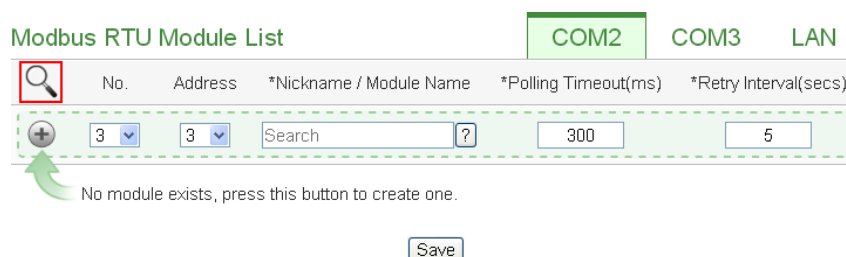 Modbus RTU Module List COM2 COM3 LAN
No. Address *Nickname / Module Name *Polling Timeout(ms) *Retry Interval(secs)
3 3 Search ? 300 5
No module exists, press this button to create one.
Save